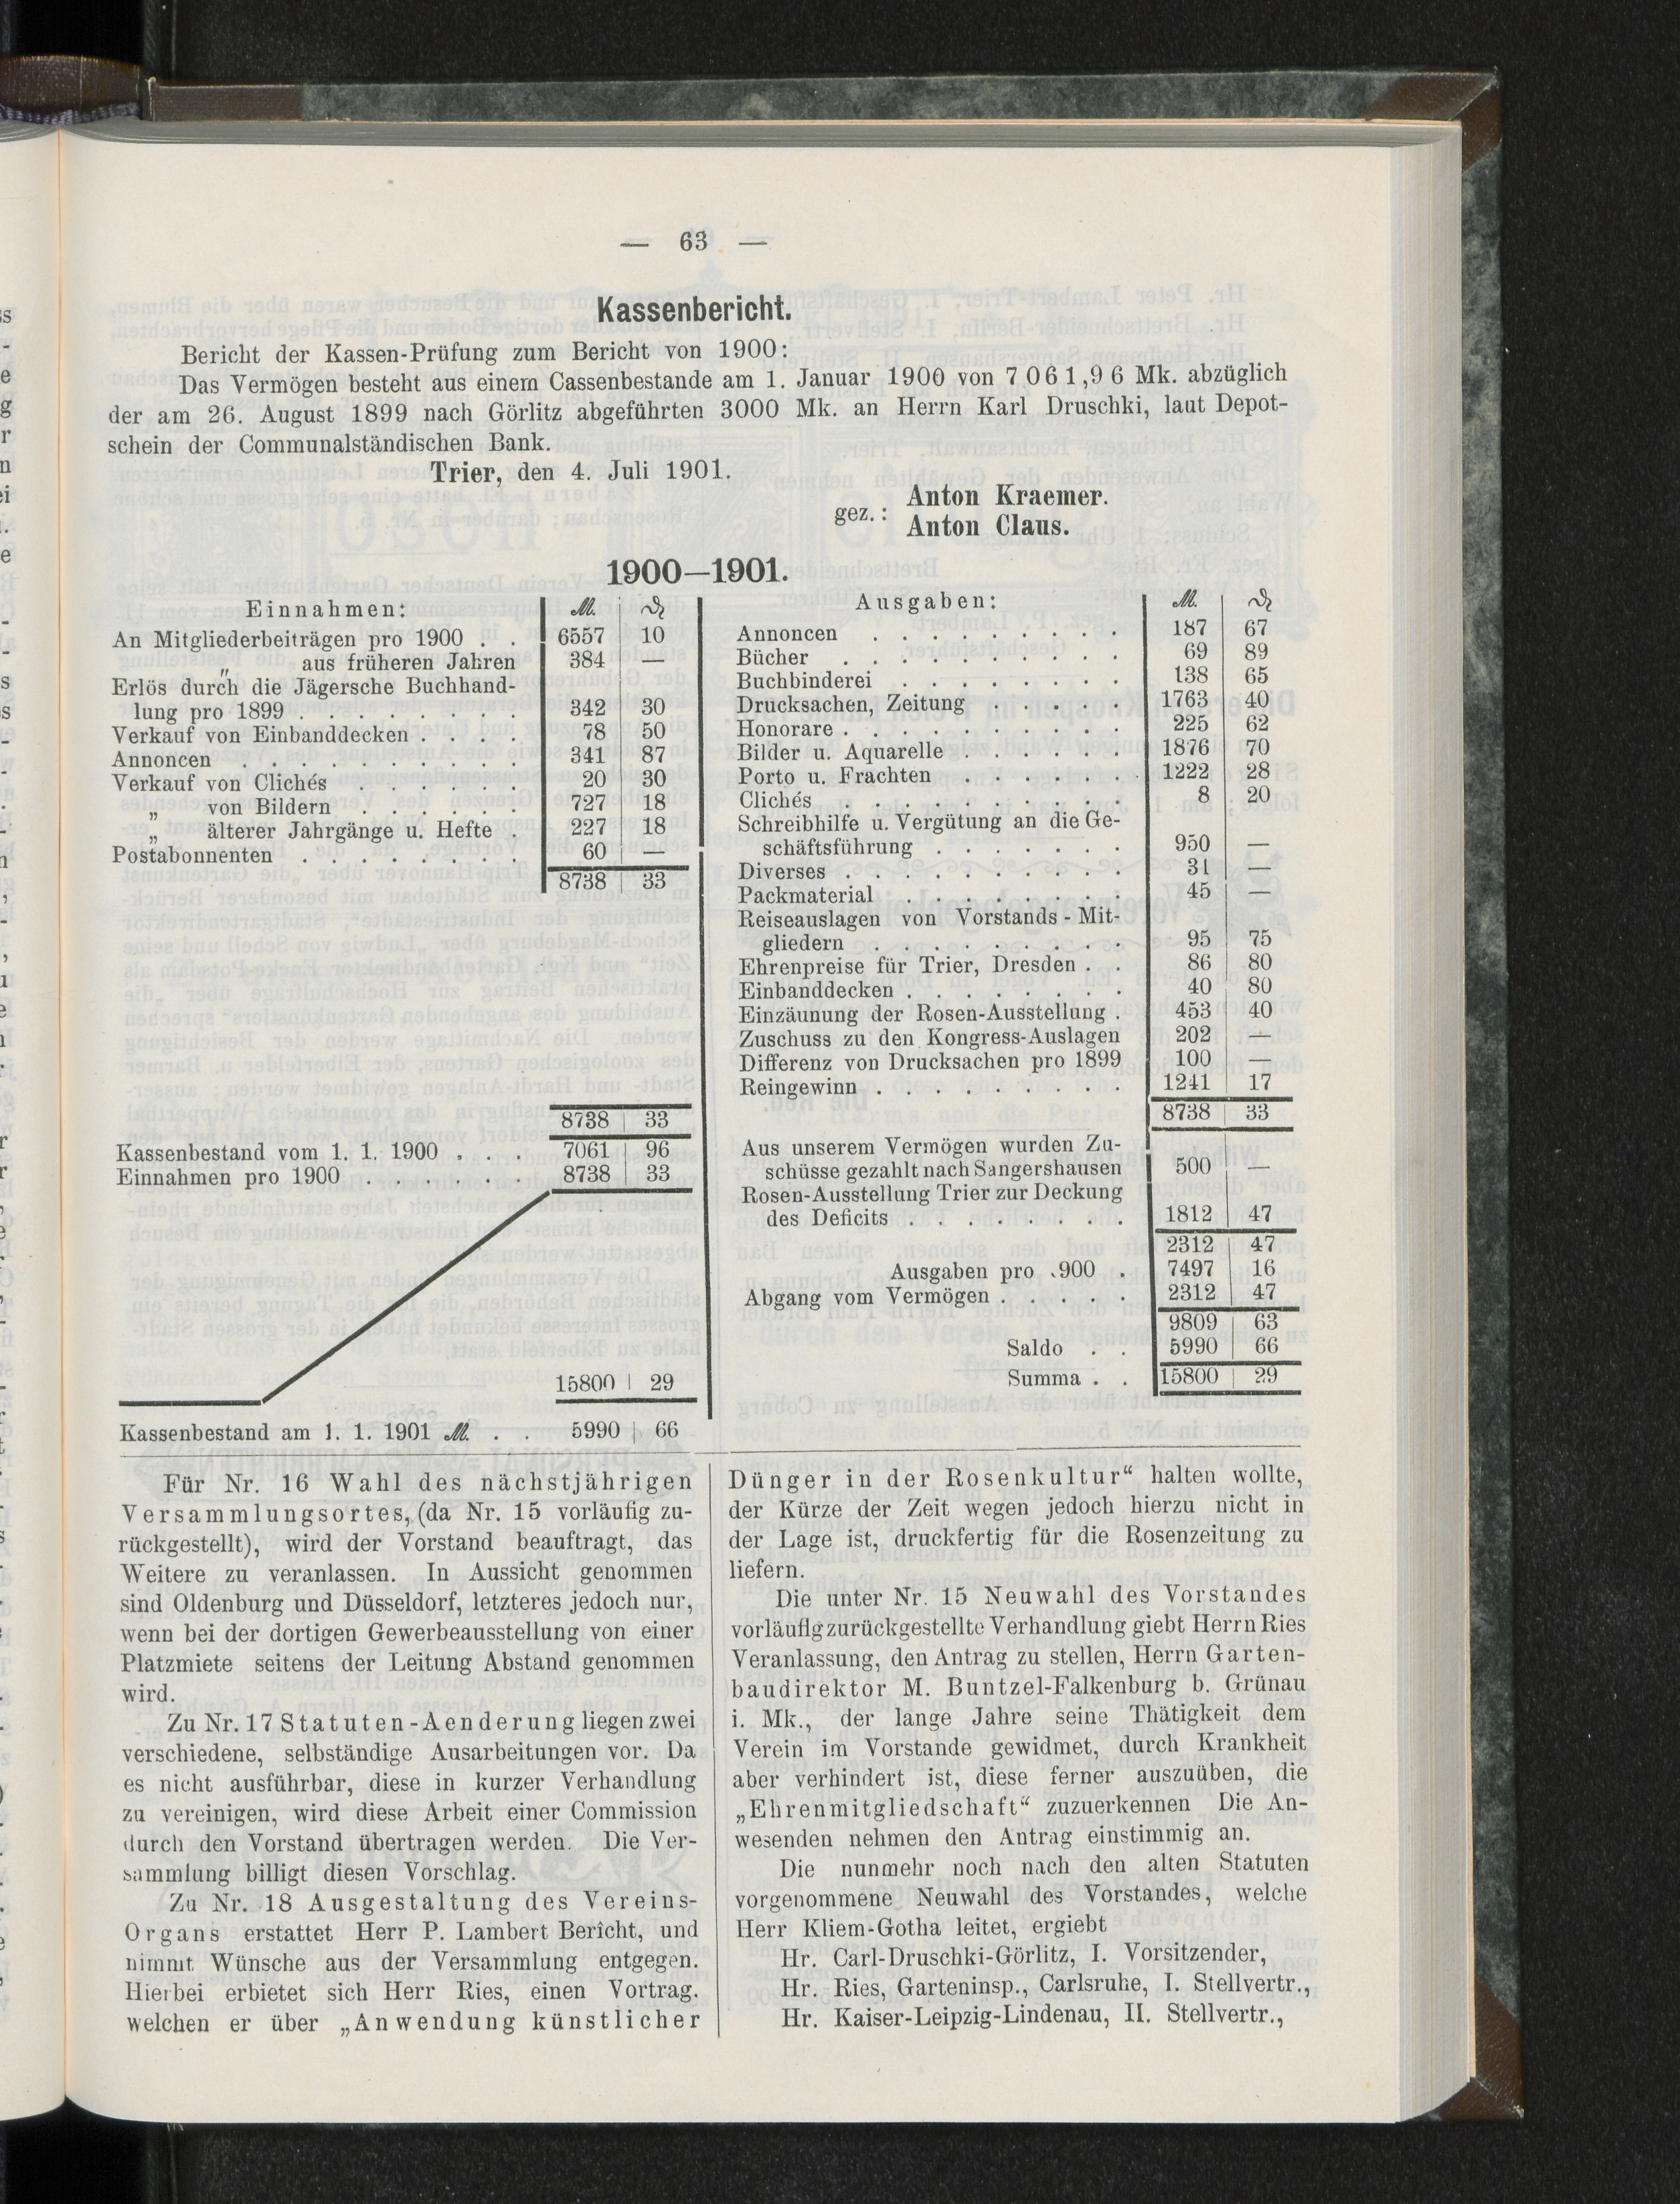 — 63 —
Kassenbericht.
Bericht der Kassen-Prüfung zum Bericht von 1900:
Das Vermögen besteht aus einem Cassenbestande am 1. Januar 1900 von 7061,96 Mk. abzüglich
der am 26. August 1899 nach Görlitz abgeführten 3000 Mk. an Herrn Karl Druschki, laut Depot-
schein der Communalständischen Bank.
Trier, den 4. Juli 1901.
gez.: Anton Kraemer.
Anton Claus.
1900—1901.
Einnahmen: ℳ. ₰
An Mitgliederbeiträgen pro 1900 . . 6557 10
„ aus früheren Jahren 384 —
Erlös durch die Jägersche Buchhand-
lung pro 1899 . . . . . . . . 342 30
Verkauf von Einbanddecken . . . . 78 50
Annoncen . . . . . . . . . . 341 87
Verkauf von Clichés . . . . . . 20 30
„ von Bildern . . . . . 727 18
„ älterer Jahrgänge u. Hefte . 227 18
Postabonnenten . . . . . . . . 60 —
8738 33
8738 33
Kassenbestand vom 1. 1. 1900 . . . 7061 96
Einnahmen pro 1900 . . . . . . 8738 33
15800 29
Kassenbestand am 1. 1. 1901 ℳ. . . 5990 66
Ausgaben: ℳ. ₰
Annoncen . . . . . . . . . 187 67
Bücher . . . . . . . . . . 69 89
Buchbinderei . . . . . . . . 138 65
Drucksachen, Zeitung . . . . . 1763 40
Honorare . . . . . . . . . . 225 62
Bilder u. Aquarelle . . . . . . 1876 70
Porto u. Frachten . . . . . . 1222 28
Clichés . . . . . . . . . . 8 20
Schreibhilfe u. Vergütung an die Ge-
schäftsführung . . . . . . . 950 —
Diverses . . . . . . . . . . 31 —
Packmaterial . . . . . . . . 45 —
Reiseauslagen von Vorstands-Mit-
gliedern . . . . . . . . . 95 75
Ehrenpreise für Trier, Dresden . . 86 80
Einbanddecken . . . . . . . . 40 80
Einzäunung der Rosen-Ausstellung . 453 40
Zuschuss zu den Kongress-Auslagen 202 —
Differenz von Drucksachen pro 1899 100 —
Reingewinn . . . . . . . . . 1241 17
8738 33
Aus unserem Vermögen wurden Zu-
schüsse gezahlt nach Sangershausen 500 —
Rosen-Ausstellung Trier zur Deckung
des Deficits . . . . . . . . 1812 47
2312 47
Ausgaben pro .900 . 7497 16
Abgang vom Vermögen . . . . . 2312 47
9809 63
Saldo . . 5990 66
Summa . . 15800 29
Für Nr. 16 Wahl des nächstjährigen
Versammlungsortes, (da Nr. 15 vorläufig zu-
rückgestellt), wird der Vorstand beauftragt, das
Weitere zu veranlassen. In Aussicht genommen
sind Oldenburg und Düsseldorf, letzteres jedoch nur,
wenn bei der dortigen Gewerbeausstellung von einer
Platzmiete seitens der Leitung Abstand genommen
wird.
Zu Nr. 17 Statuten-Aenderung liegen zwei
verschiedene, selbständige Ausarbeitungen vor. Da
es nicht ausführbar, diese in kurzer Verhandlung
zu vereinigen, wird diese Arbeit einer Commission
durch den Vorstand übertragen werden. Die Ver-
sammlung billigt diesen Vorschlag.
Zu Nr. 18 Ausgestaltung des Vereins-
Organs erstattet Herr P. Lambert Bericht, und
nimmt Wünsche aus der Versammlung entgegen.
Hierbei erbietet sich Herr Ries, einen Vortrag.
welchen er über „Anwendung künstlicher
Dünger in der Rosenkultur“ halten wollte,
der Kürze der Zeit wegen jedoch hierzu nicht in
der Lage ist, druckfertig für die Rosenzeitung zu
liefern.
Die unter Nr. 15 Neuwahl des Vorstandes
vorläufig zurückgestellte Verhandlung giebt Herrn Ries
Veranlassung, den Antrag zu stellen, Herrn Garten-
baudirektor M. Buntzel-Falkenburg b. Grünau
i. Mk., der lange Jahre seine Thätigkeit dem
Verein im Vorstande gewidmet, durch Krankheit
aber verhindert ist, diese ferner auszuüben, die
„Ehrenmitgliedschaft“ zuzuerkennen Die An-
wesenden nehmen den Antrag einstimmig an.
Die nunmehr noch nach den alten Statuten
vorgenommene Neuwahl des Vorstandes, welche
Herr Kliem-Gotha leitet, ergiebt
Hr. Carl-Druschki-Görlitz, I. Vorsitzender,
Hr. Ries, Garteninsp., Carlsruhe, I. Stellvertr.,
Hr. Kaiser-Leipzig-Lindenau, II. Stellvertr.,